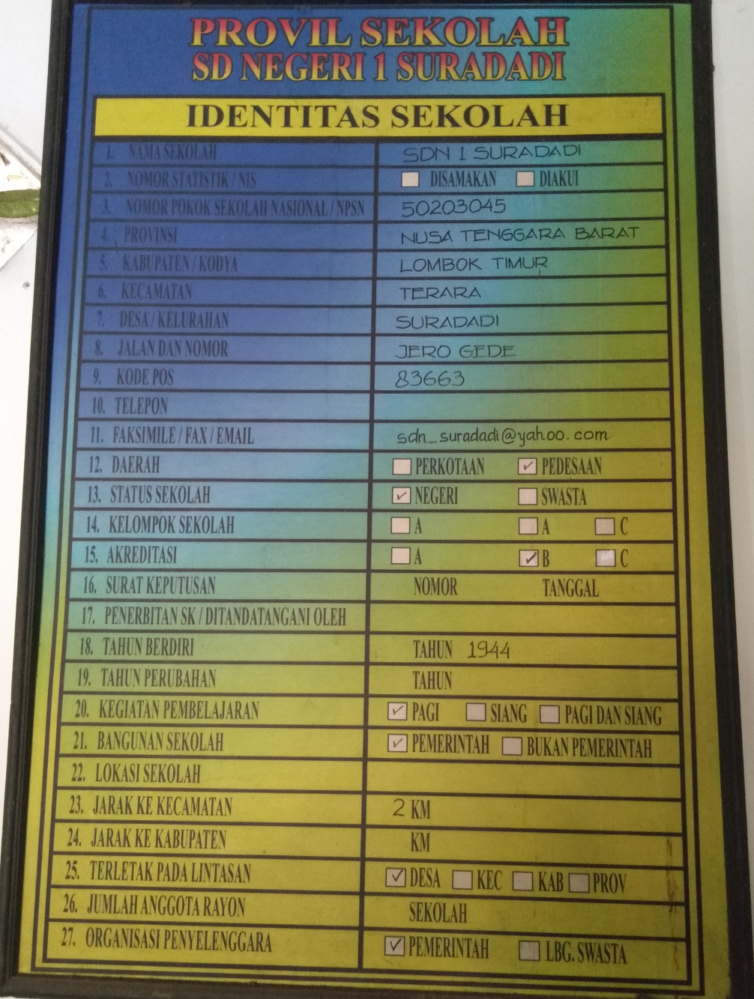 PROVIL SEKOLAH
SD NEGERI 1 SURADADI
IDENTITAS SEKOLAH
1. NAMA SEKOLAH SDN 1 SURADADI
2. NOMOR STATISTIK / NIS DISAMAKAN DIAKUI
3. NOMOR POKOK SEKOLAH NASIONAL / NPSN 50203045
4. PROVINSI NUSA TENGGARA BARAT
5. KABUPATEN / KODYA LOMBOK TIMUR
6. KECAMATAN TERARA
7. DESA / KELURAHAN SURADADI
8. JALAN DAN NOMOR JERO GEDE
9. KODE POS 83663
10. TELEPON
11. FAKSIMILE / FAX / EMAIL sdn_suradadi@yahoo.com
12. DAERAH PERKOTAAN ✓ PEDESAAN
13. STATUS SEKOLAH ✓ NEGERI SWASTA
14. KELOMPOK SEKOLAH A A C
15. AKREDITASI A ✓ B C
16. SURAT KEPUTUSAN NOMOR TANGGAL
17. PENERBITAN SK / DITANDATANGANI OLEH
18. TAHUN BERDIRI TAHUN 1944
19. TAHUN PERUBAHAN TAHUN
20. KEGIATAN PEMBELAJARAN ✓ PAGI SIANG PAGI DAN SIANG
21. BANGUNAN SEKOLAH ✓ PEMERINTAH BUKAN PEMERINTAH
22. LOKASI SEKOLAH
23. JARAK KE KECAMATAN 2 KM
24. JARAK KE KABUPATEN KM
25. TERLETAK PADA LINTASAN ✓ DESA KEC KAB PROV
26. JUMLAH ANGGOTA RAYON SEKOLAH
27. ORGANISASI PENYELENGGARA ✓ PEMERINTAH LBG. SWASTA